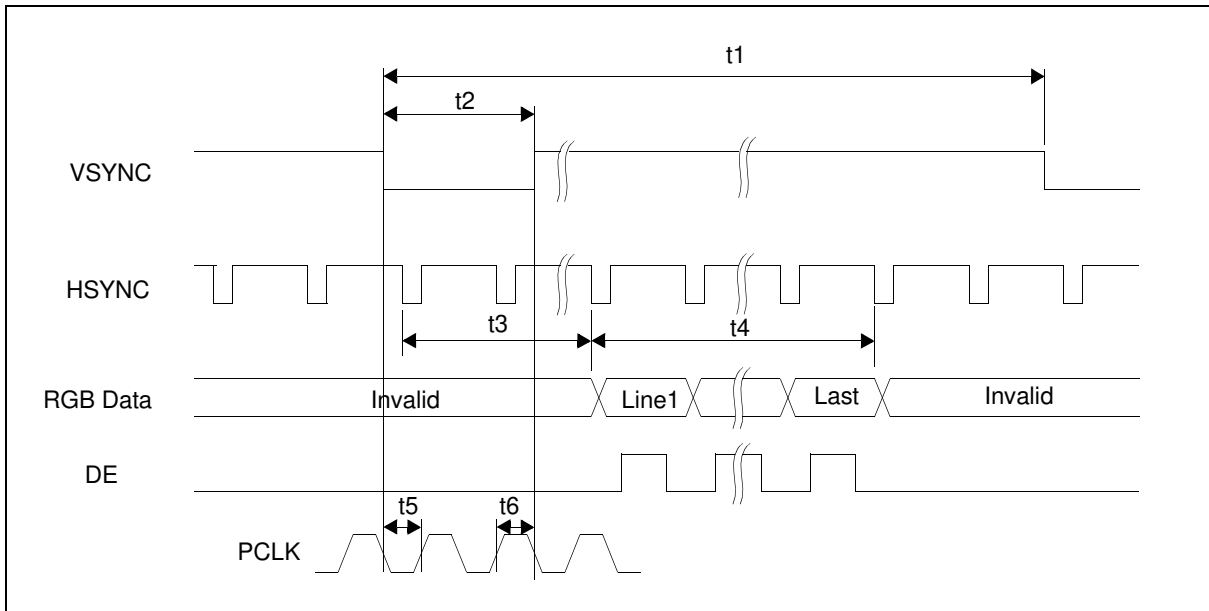 t1
t2
VSYNC
HSYNC
t3
t4
RGB Data
Invalid
Line1
Last
Invalid
DE
t5
t6
PCLK